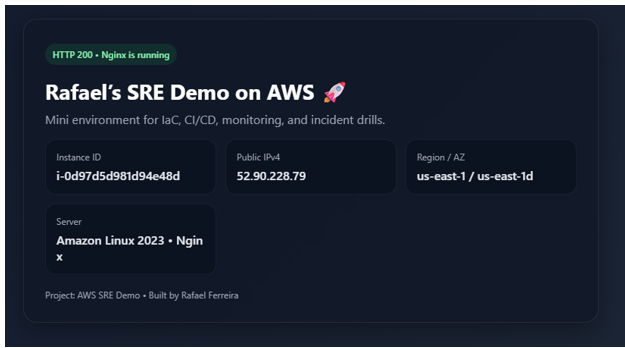 HTTP 200 • Nginx is running
Rafael’s SRE Demo on AWS 🚀
Mini environment for IaC, CI/CD, monitoring, and incident drills.
Instance ID
i-0d97d5d981d94e48d
Public IPv4
52.90.228.79
Region / AZ
us-east-1 / us-east-1d
Server
Amazon Linux 2023 • Ngin
x
Project: AWS SRE Demo • Built by Rafael Ferreira